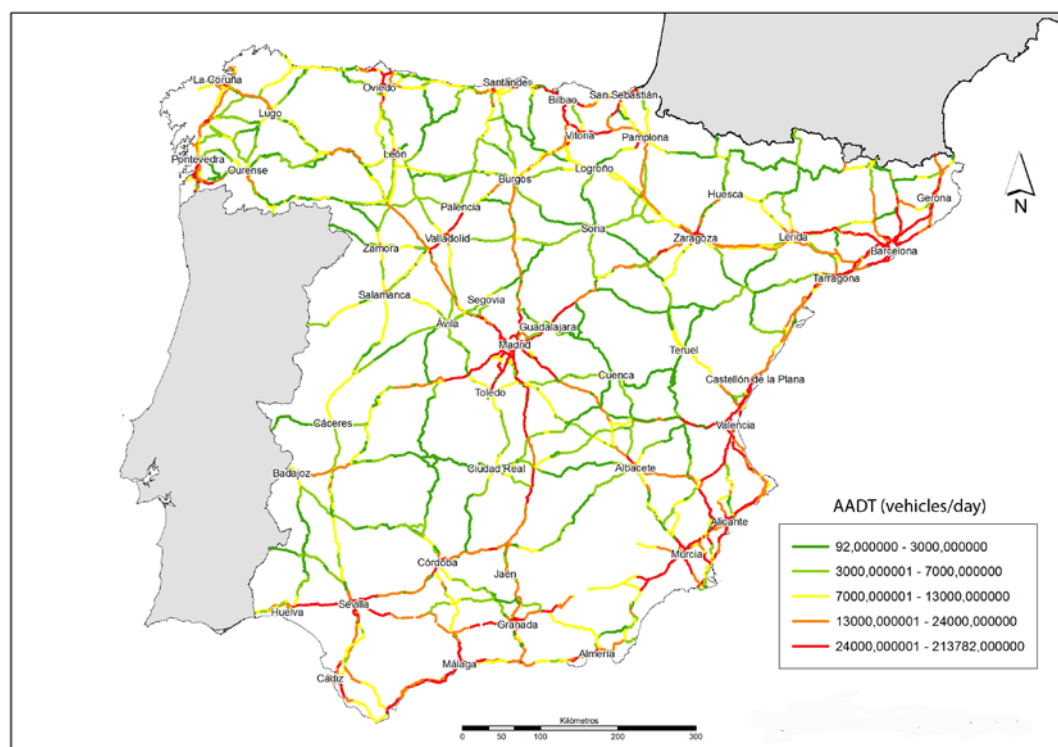 La Coruña
Oviedo
Santander
Bilbao
San Sebastián
Lugo
Vitoria
Pamplona
Pontevedra
Ourense
León
Burgos
Logroño
Huesca
Gerona
N
Palencia
Zamora
Valladolid
Soria
Zaragoza
Lérida
Barcelona
Tarragona
Salamanca
Segovia
Ávila
Guadalajara
Madrid
Teruel
Castellón de la Plana
Toledo
Cuenca
Cáceres
Valencia
Badajoz
Ciudad Real
Albacete
Alicante
Murcia
Córdoba
Jaén
Huelva
Sevilla
Granada
Málaga
Almería
Cádiz
AADT (vehicles/day)
92,000000 - 3000,000000
3000,000001 - 7000,000000
7000,000001 - 13000,000000
13000,000001 - 24000,000000
24000,000001 - 213782,000000
Kilómetros
0 50 100 200 300